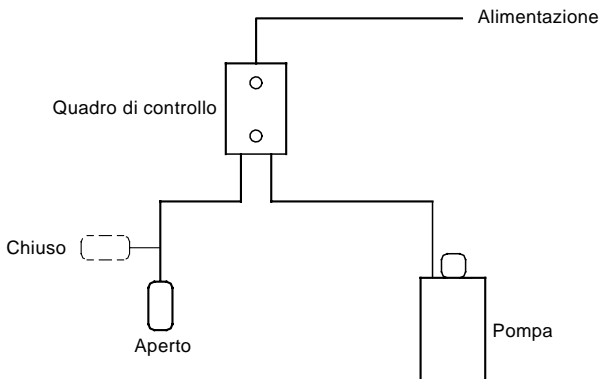 Alimentazione
Quadro di controllo
Chiuso
Aperto
Pompa